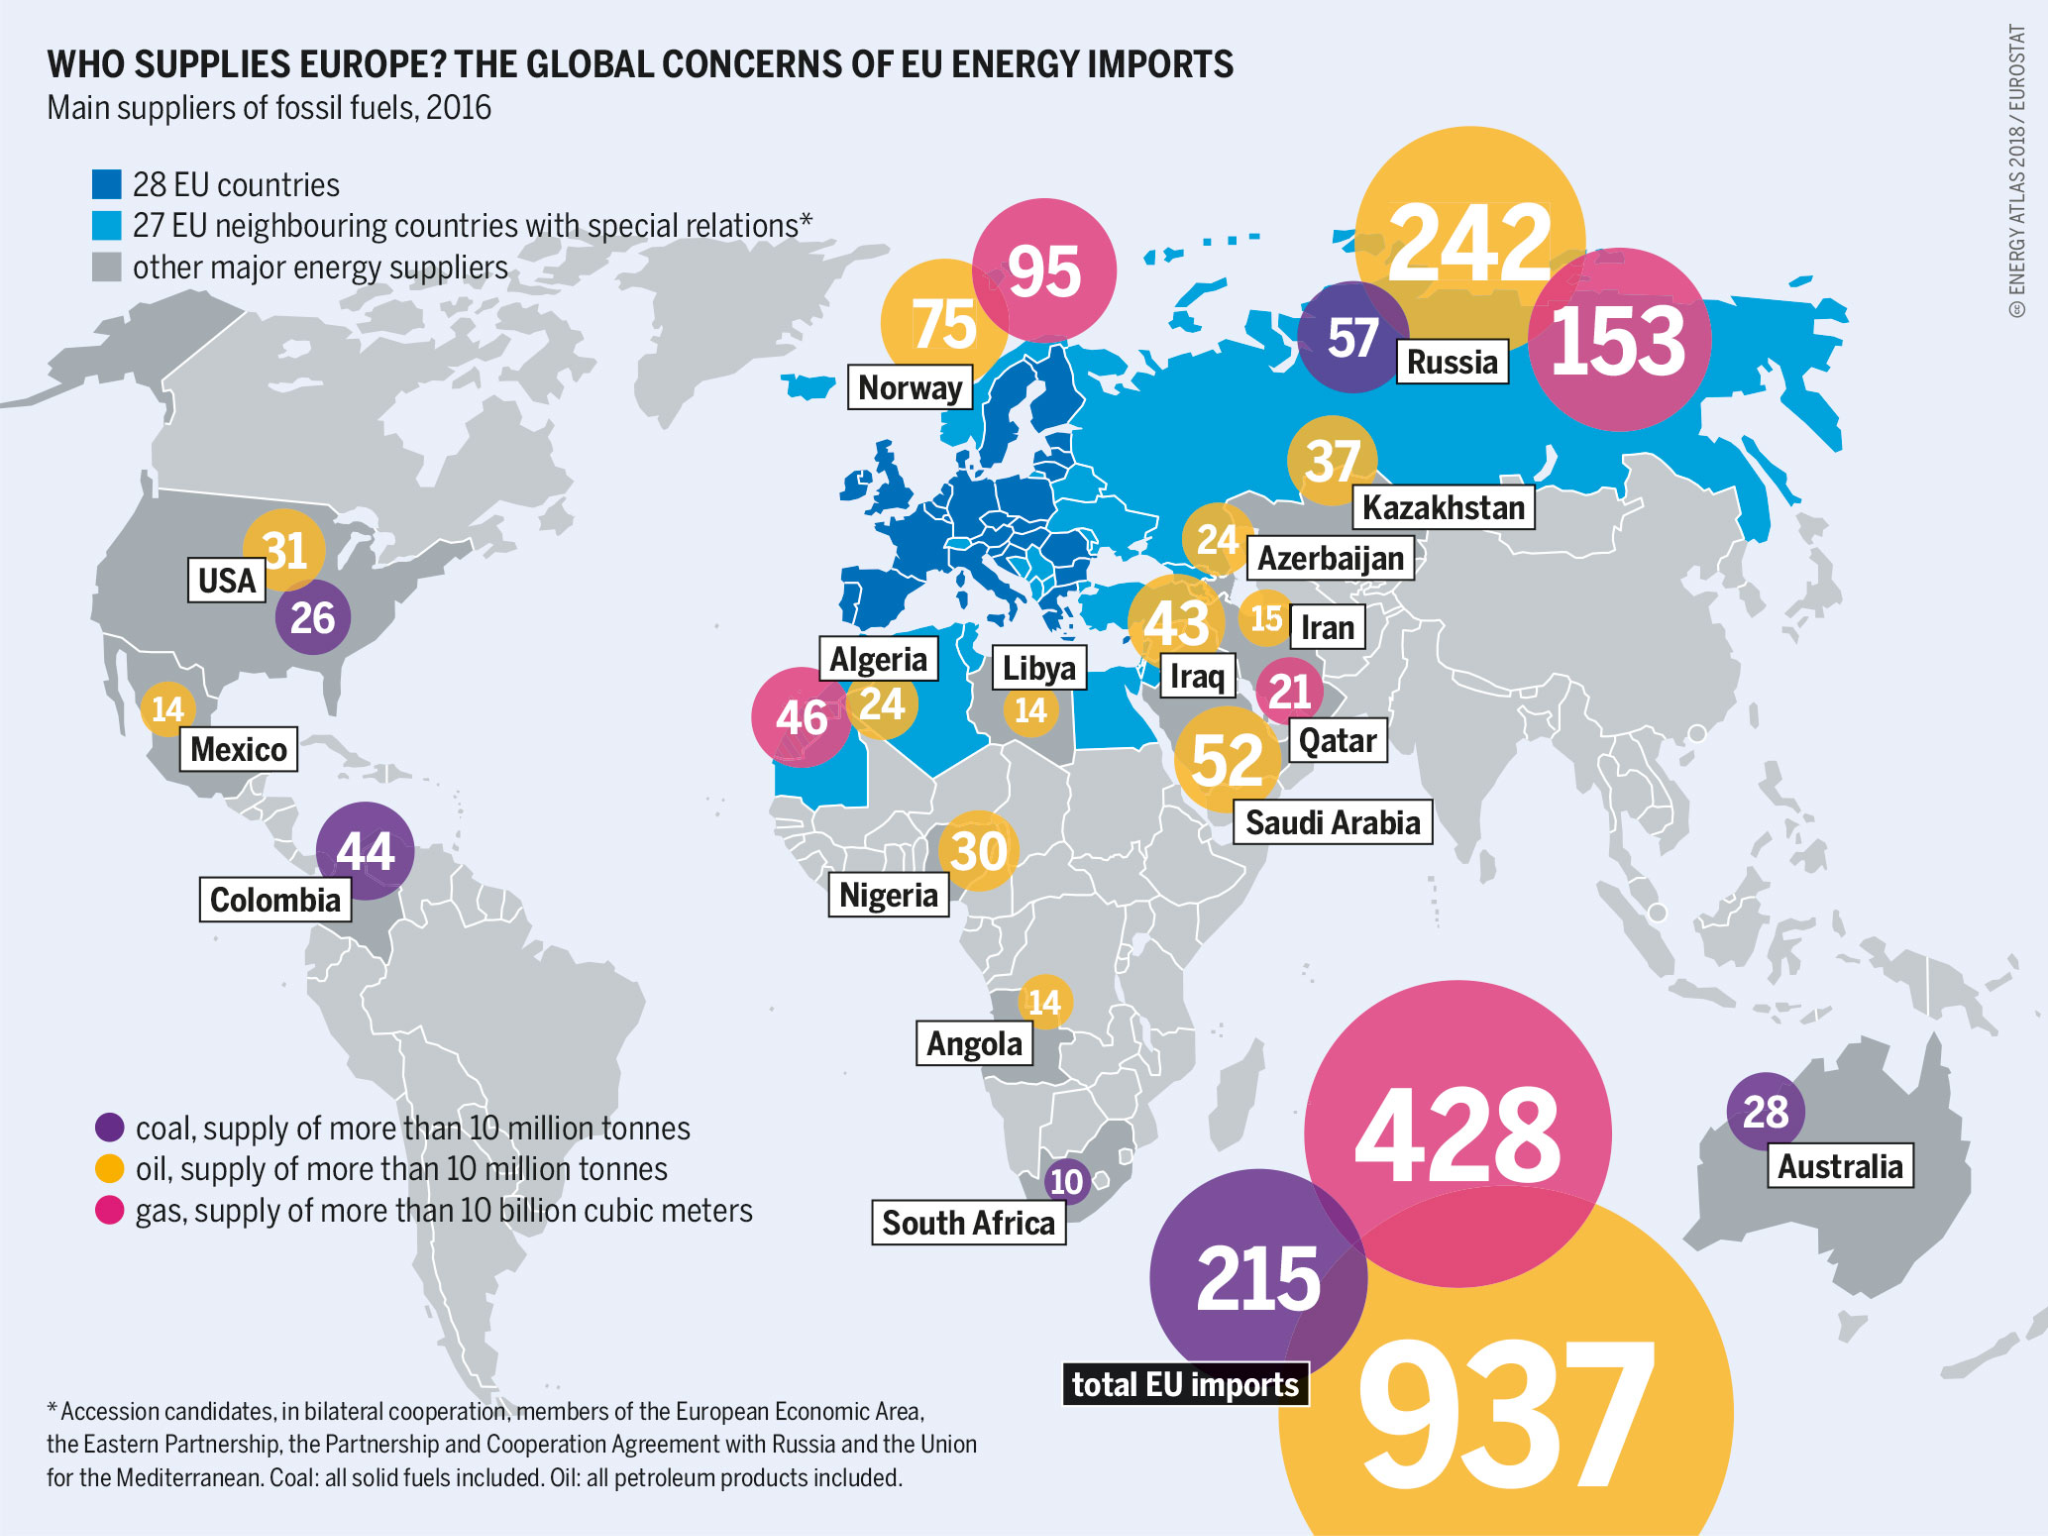 WHO SUPPLIES EUROPE? THE GLOBAL CONCERNS OF EU ENERGY IMPORTS
Main suppliers of fossil fuels, 2016
28 EU countries
27 EU neighbouring countries with special relations*
other major energy suppliers
cc ENERGY ATLAS 2018 / EUROSTAT
242
95
75
57
153
Russia
Norway
37
Kazakhstan
31
24
Azerbaijan
USA
26
43
15
Iran
Algeria
Libya
Iraq
21
46
24
14
14
Mexico
Qatar
52
Saudi Arabia
44
30
Colombia
Nigeria
14
Angola
428
28
Australia
coal, supply of more than 10 million tonnes
oil, supply of more than 10 million tonnes
gas, supply of more than 10 billion cubic meters
10
South Africa
215
total EU imports
937
* Accession candidates, in bilateral cooperation, members of the European Economic Area,
the Eastern Partnership, the Partnership and Cooperation Agreement with Russia and the Union
for the Mediterranean. Coal: all solid fuels included. Oil: all petroleum products included.